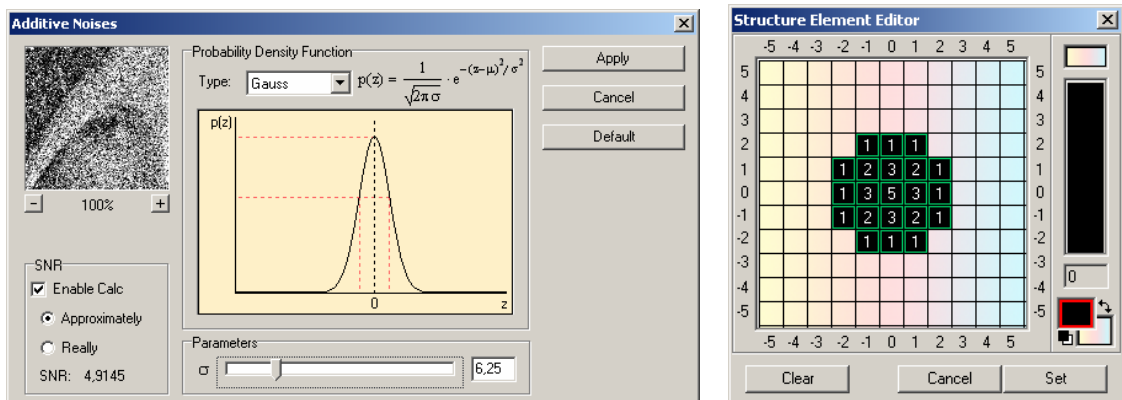 Additive Noises
Probability Density Function
Type: Gauss p(z) = 1/√2πσ · e^-(z-μ)²/σ²
Apply
Cancel
Default
p(z)
0
z
- 100% +
SNR
Enable Calc
Approximately
Really
SNR: 4,9145
Parameters
σ 6,25
Structure Element Editor
-5 -4 -3 -2 -1 0 1 2 3 4 5
5 5
4 4
3 3
2 1 1 1 2
1 1 2 3 2 1 1
0 1 3 5 3 1 0
-1 1 2 3 2 1 -1
-2 1 1 1 -2
-3 -3
-4 -4
-5 -5
-5 -4 -3 -2 -1 0 1 2 3 4 5
0
Clear
Cancel
Set